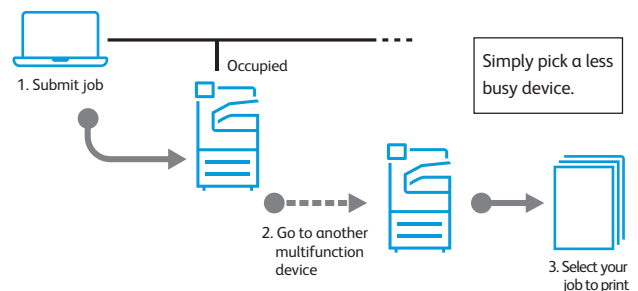 1. Submit job
Occupied
Simply pick a less
busy device.
2. Go to another
multifunction
device
3. Select your
job to print